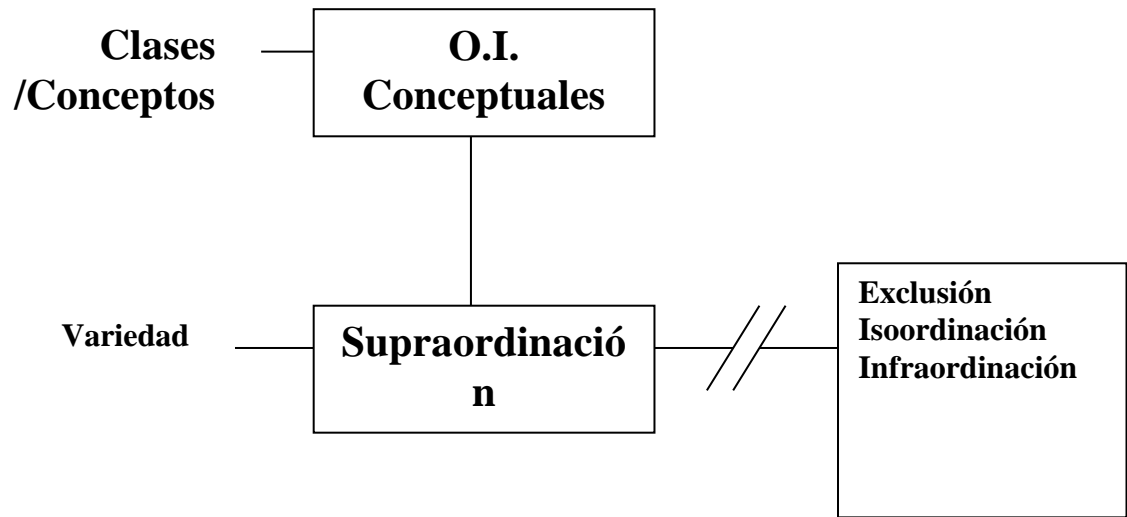 Clases
/Conceptos
O.I.
Conceptuales
Variedad
Supraordinació
n
Exclusión
Isoordinación
Infraordinación